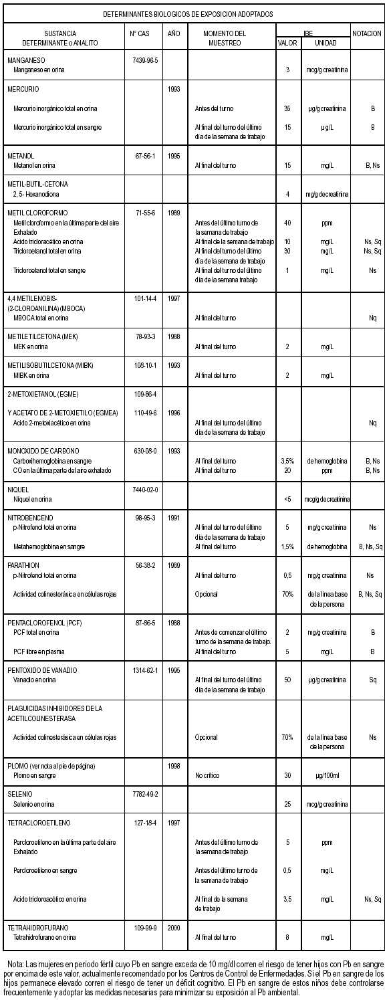 DETERMINANTES BIOLOGICOS DE EXPOSICION ADOPTADOS
SUSTANCIA N° CAS AÑO MOMENTO DEL IBE NOTACION
DETERMINANTE o ANALITO MUESTREO VALOR UNIDAD
MANGANESO 7439-96-5
Manganeso en orina 3 mcg/g creatinina
MERCURIO 1993
Mercurio inorgánico total en orina Antes del turno 35 µg/g creatinina B
Mercurio inorgánico total en sangre Al final del turno del último 15 µg/L B
día de la semana de trabajo
METANOL 67-56-1 1995
Metanol en orina Al final del turno 15 mg/L B, Ns
METIL-BUTIL-CETONA
2, 5- Hexanodiona 4 mg/g de creatinina
METIL CLOROFORMO 71-55-6 1989
Metil cloroformo en la última parte del aire Antes del último turno de 40 ppm
Exhalado la semana de trabajo
Acido tricloracético en orina Al final de la semana de trabajo 10 mg/L Ns, Sq
Tricloroetanol total en orina Al final del turno del último 30 mg/L Ns, Sq
día de la semana de trabajo
Tricloroetanol total en sangre Al final del turno del último 1 mg/L Ns
día de la semana trabajo
4,4 METILENOBIS- 101-14-4 1997
(2-CLOROANILINA) (MBOCA)
MBOCA total en orina Al final del turno Nq
METILETILCETONA (MEK) 78-93-3 1988
MEK en orina Al final del turno 2 mg/L
METILISOBUTILCETONA (MIBK) 108-10-1 1993
MIBK en orina Al final del turno 2 mg/L
2-METOXIETANOL (EGME) 109-86-4
Y ACETATO DE 2-METOXIETILO (EGMEA) 110-49-6 1996
Acido 2-metoxiacético en orina Al final del turno del último Nq
día de la semana de trabajo
MONOXIDO DE CARBONO 630-08-0 1993
Carboxihemoglobina en sangre Al final del turno 3,5% de hemoglobina B, Ns
CO en la última parte del aire exhalado Al final del turno 20 ppm B, Ns
NIQUEL 7440-02-0
Níquel en orina <5 mcg/g de creatinina
NITROBENCENO 98-95-3 1991
p-Nitrofenol total en orina Al final del turno del último 5 mg/g creatinina Ns
día de la semana de trabajo
Metahemoglobina en sangre Al final del turno 1,5% de hemoglobina B, Ns, Sq
PARATHION 56-38-2 1989
p-Nitrofenol total en orina Al final del turno 0,5 mg/g creatinina Ns
Actividad colinesterásica en células rojas Opcional 70% de la línea base B, Ns, Sq
de la persona
PENTACLOROFENOL (PCF) 87-86-5 1988
PCF total en orina Antes de comenzar el último 2 mg/g creatinina B
turno de la semana de trabajo.
PCF libre en plasma Al final del turno 5 mg/L B
PENTOXIDO DE VANADIO 1314-62-1 1995
Vanadio en orina Al final del turno del último 50 µg/g creatinina Sq
día de la semana de trabajo
PLAGUICIDAS INHIBIDORES DE LA
ACETILCOLINESTERASA
Actividad colinesterásica en células rojas Opcional 70% de la línea base Ns
de la persona
PLOMO (ver nota al pie de página) 1998
Plomo en sangre No crítico 30 µg/100ml
SELENIO 7782-49-2
Selenio en orina 25 mcg/g creatinina
TETRACLOROETILENO 127-18-4 1997
Percloroetileno en la última parte del aire Antes del último turno de 5 ppm
Exhalado la semana de trabajo
Percloroetileno en sangre Antes del último turno de 0,5 mg/L
la semana de trabajo
Acido tricloroacético en orina Al final de la semana 3,5 mg/L Ns, Sq
de trabajo
TETRAHIDROFURANO 109-99-9 2000
Tetrahidrofurano en orina Al final del turno 8 mg/L
Nota: Las mujeres en periodo fértil cuyo Pb en sangre exceda de 10 mg/dl corren el riesgo de tener hijos con Pb en sangre
por encima de este valor, actualmente recomendado por los Centros de Control de Enfermedades. Si el Pb en sangre de
los hijos permanece elevado corren el riesgo de tener un déficit cognitivo. El Pb en sangre de estos niños debe controlarse
frecuentemente y adoptar las medidas necesarias para minimizar su exposición al Pb ambiental.